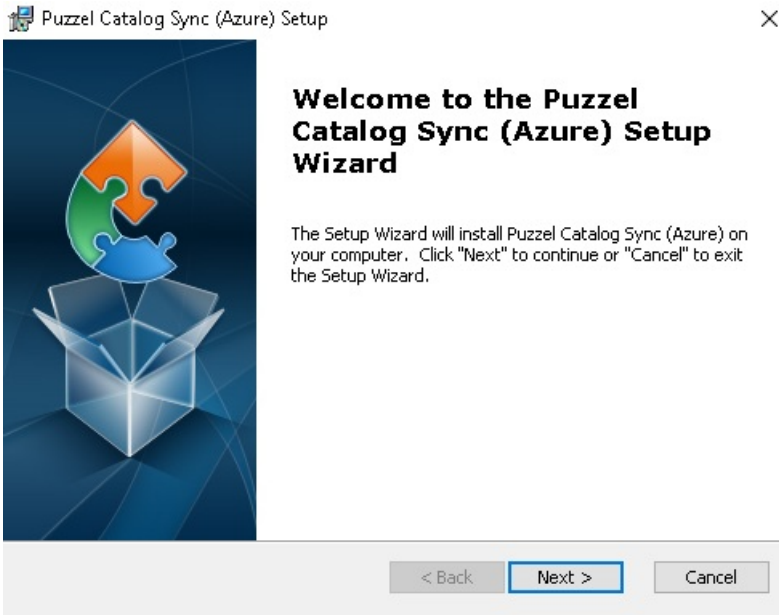 Puzzel Catalog Sync (Azure) Setup
Welcome to the Puzzel
Catalog Sync (Azure) Setup
Wizard
The Setup Wizard will install Puzzel Catalog Sync (Azure) on
your computer. Click "Next" to continue or "Cancel" to exit
the Setup Wizard.
< Back Next > Cancel